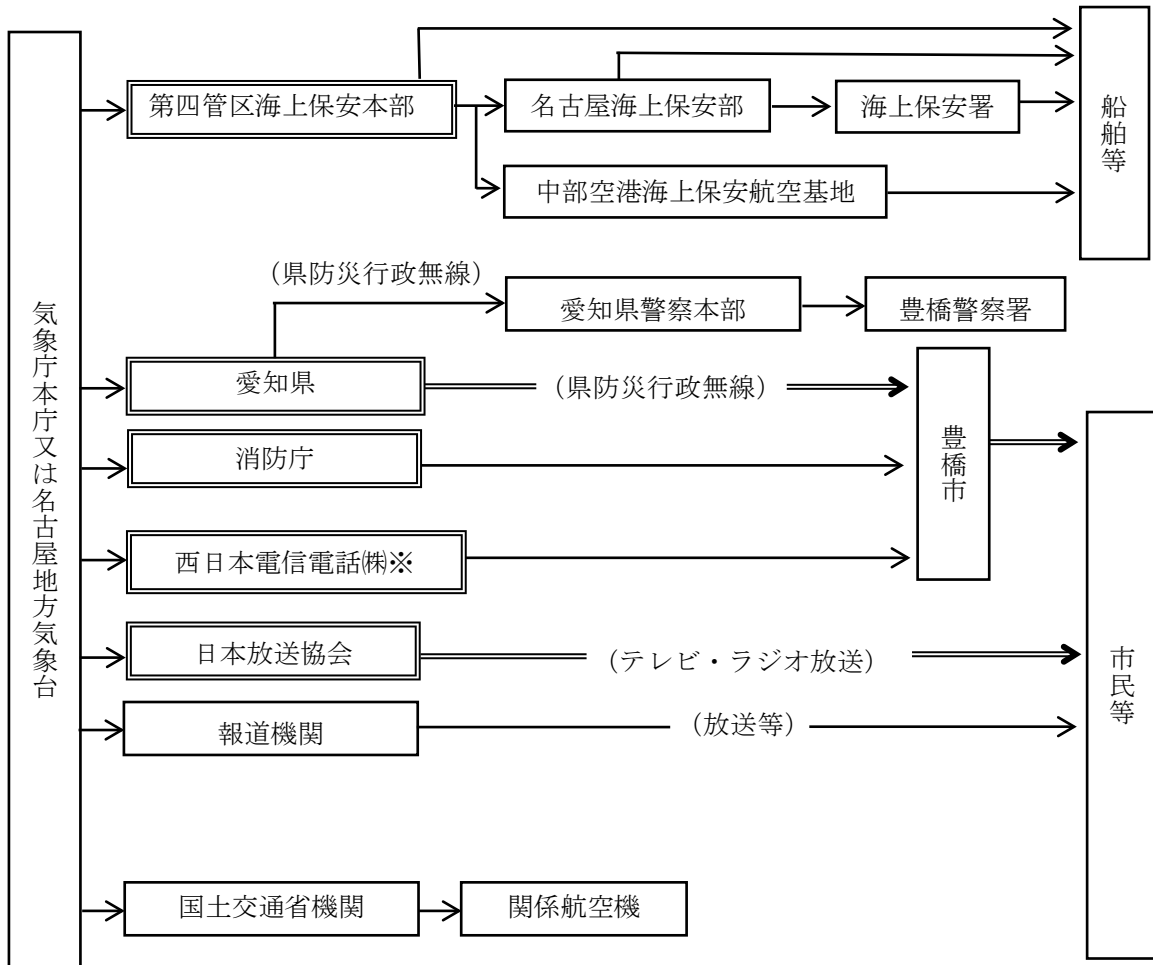 気象庁本庁又は名古屋地方気象台
第四管区海上保安本部
名古屋海上保安部
海上保安署
船舶等
中部空港海上保安航空基地
(県防災行政無線)
愛知県警察本部
豊橋警察署
愛知県
(県防災行政無線)
豊橋市
消防庁
西日本電信電話㈱※
日本放送協会
(テレビ・ラジオ放送)
市民等
報道機関
(放送等)
国土交通省機関
関係航空機